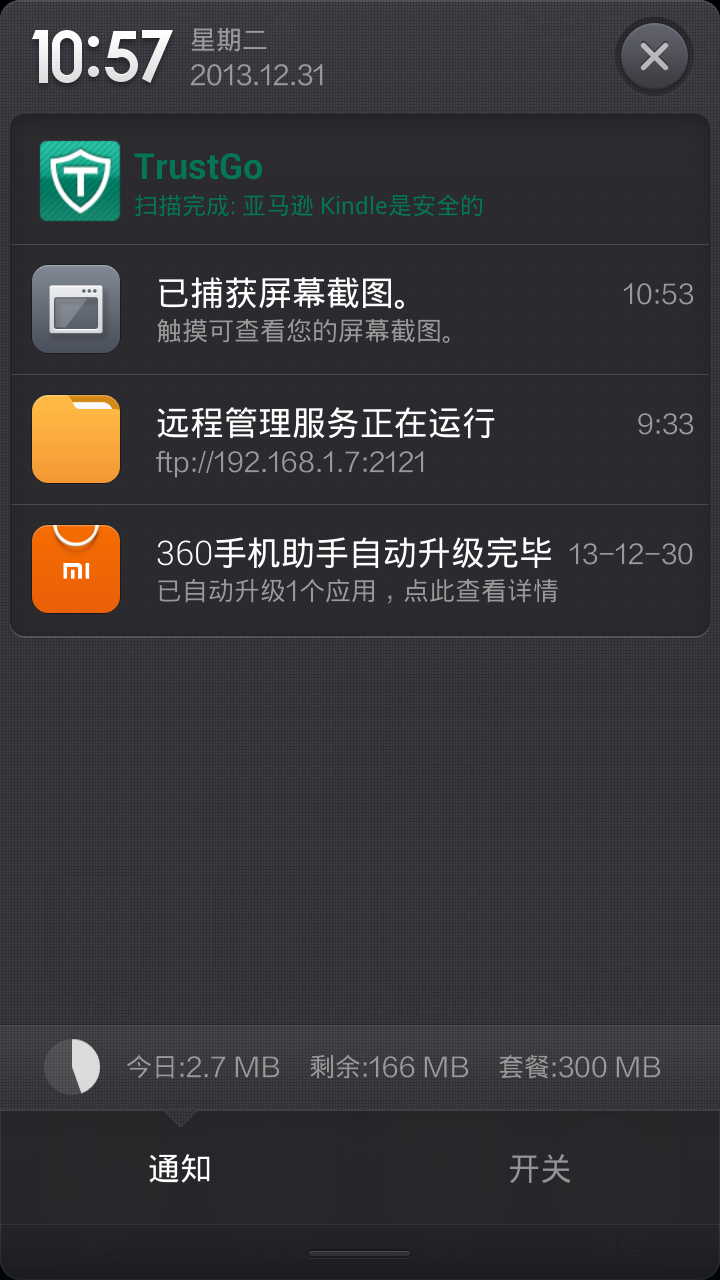 10:57
星期二
2013.12.31
TrustGo
扫描完成: 亚马逊 Kindle是安全的
已捕获屏幕截图。
10:53
触摸可查看您的屏幕截图。
远程管理服务正在运行
9:33
ftp://192.168.1.7:2121
360手机助手自动升级完毕
13-12-30
已自动升级1个应用，点此查看详情
今日:2.7 MB 剩余:166 MB 套餐:300 MB
通知
开关